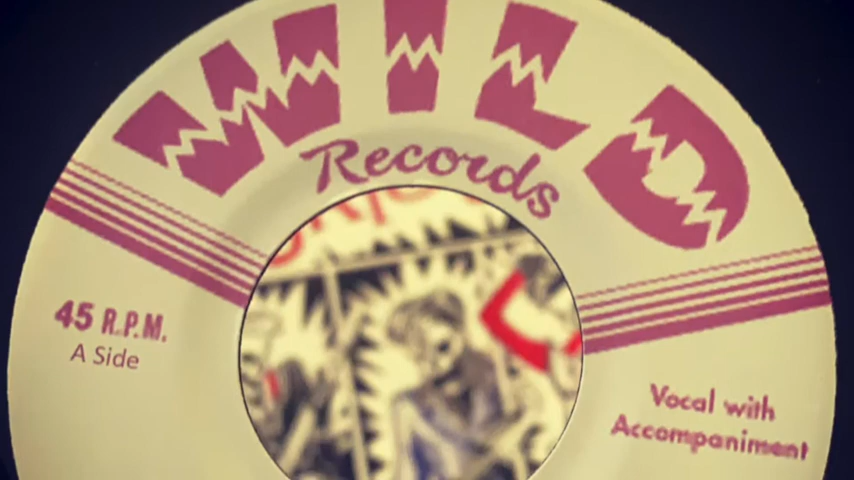 WILD
Records
45 R.P.M.
A Side
Vocal with
Accompaniment